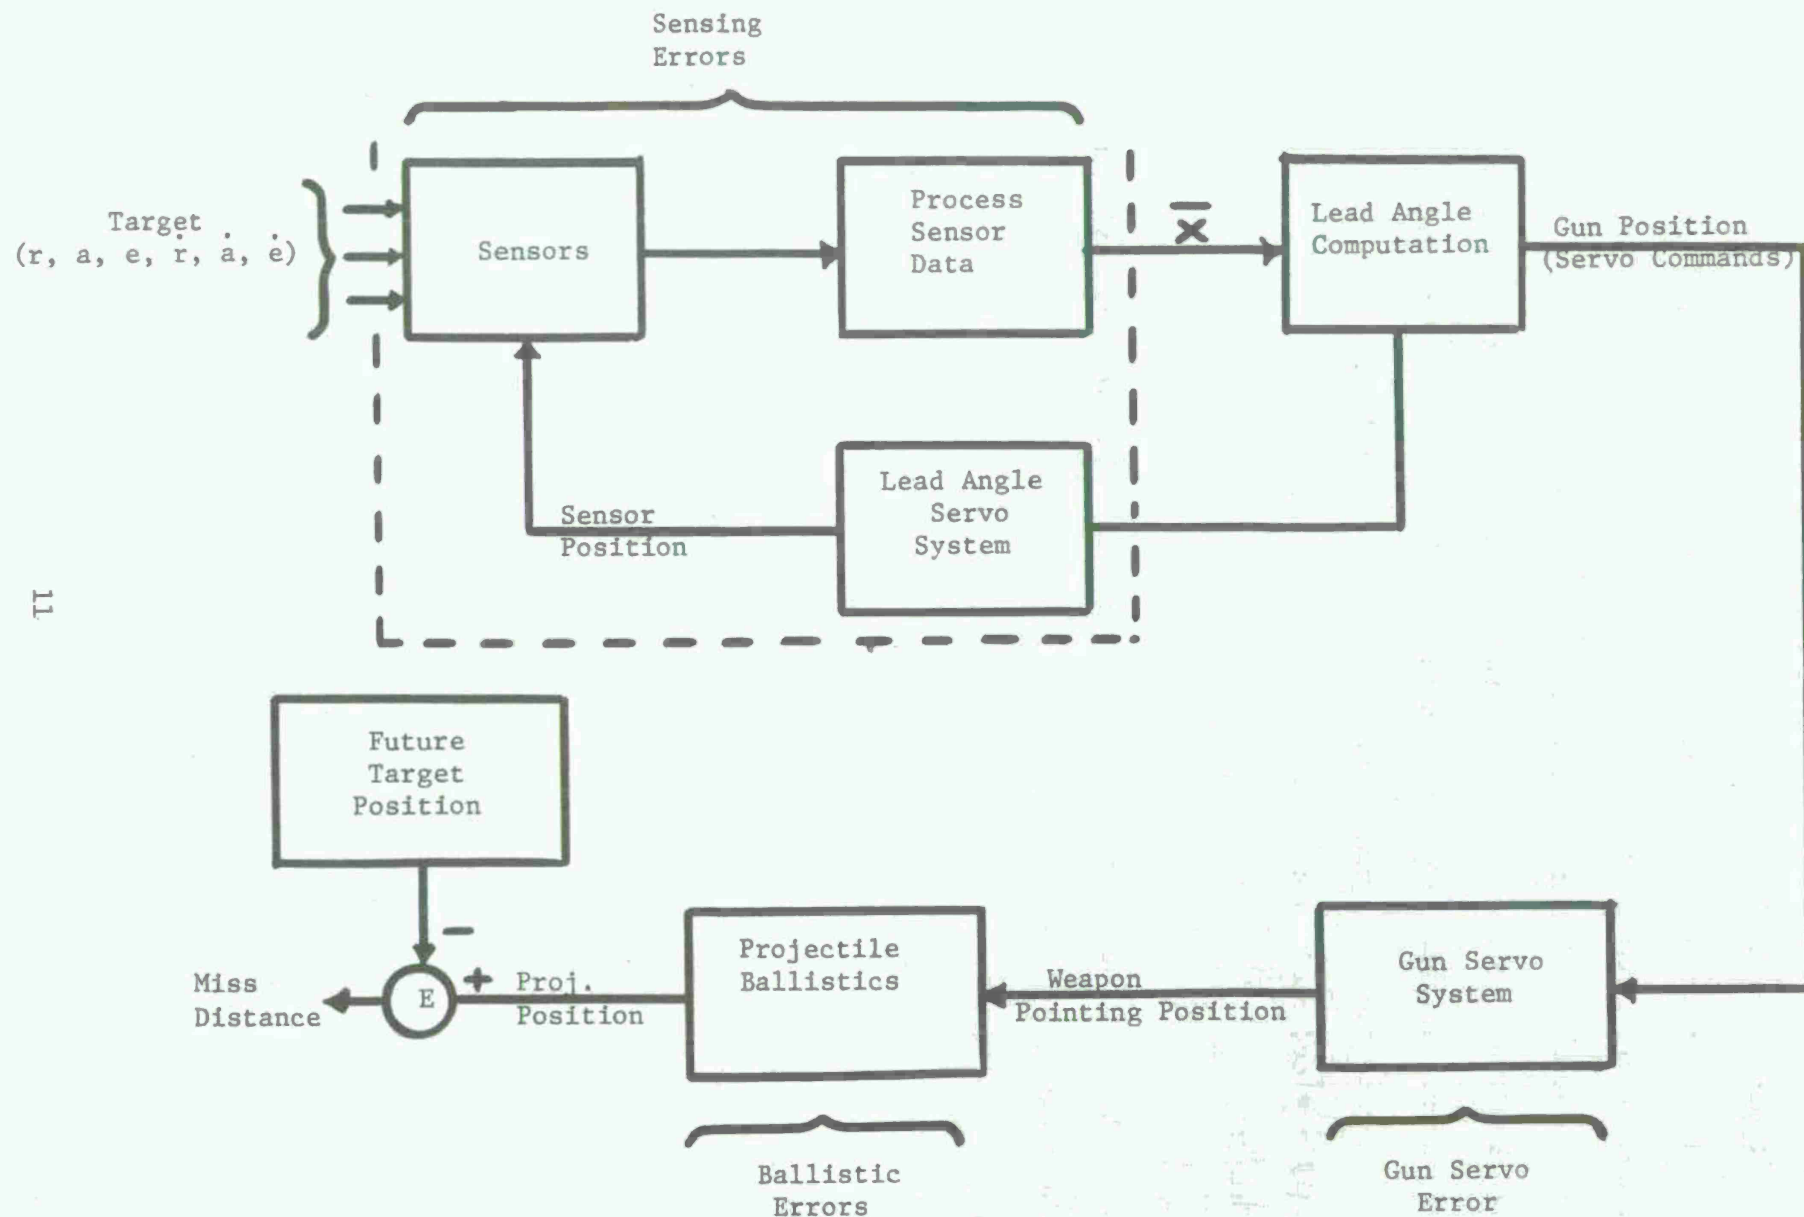 Sensing
Errors
Target
(r, a, e, ṙ, ȧ, ė)
Sensors
Process
Sensor
Data
x̄
Lead Angle
Computation
Gun Position
(Servo Commands)
Lead Angle
Servo
System
Sensor
Position
11
Future
Target
Position
−
+
E
Miss
Distance
Proj.
Position
Projectile
Ballistics
Weapon
Pointing Position
Gun Servo
System
Ballistic
Errors
Gun Servo
Error